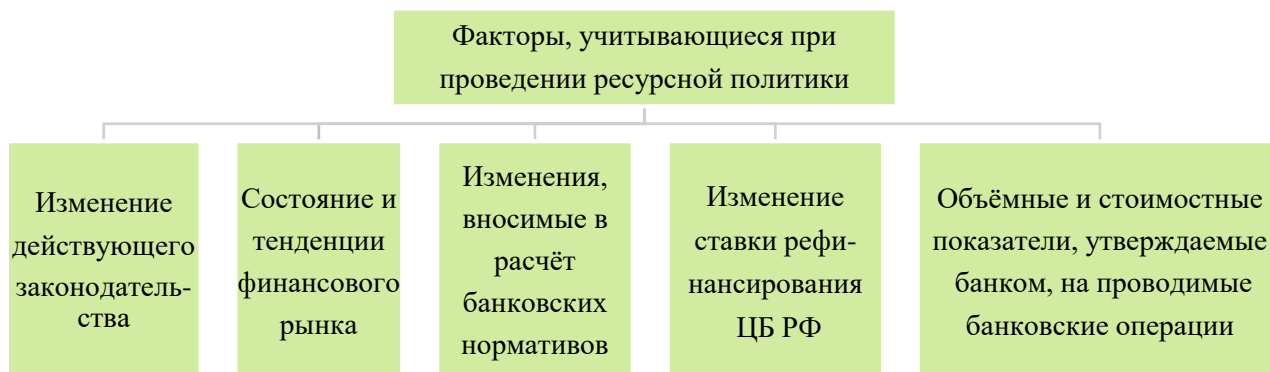 Факторы, учитывающиеся при
проведении ресурсной политики
Изменение
действующего
законодатель-
ства
Состояние и
тенденции
финансового
рынка
Изменения,
вносимые в
расчёт
банковских
нормативов
Изменение
ставки рефи-
нансирования
ЦБ РФ
Объёмные и стоимостные
показатели, утверждаемые
банком, на проводимые
банковские операции